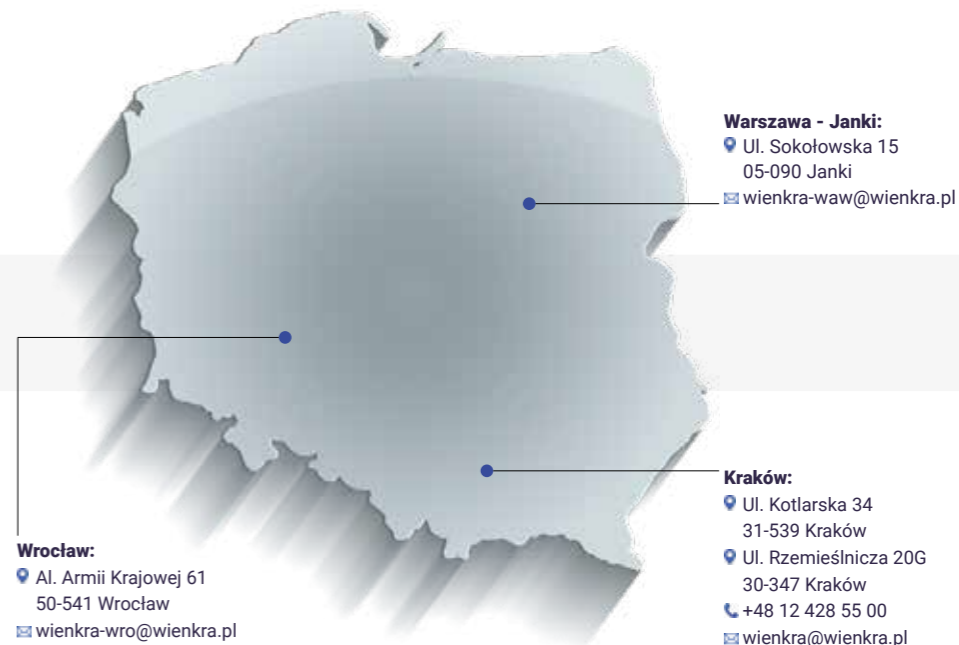 Warszawa - Janki:
Ul. Sokołowska 15
05-090 Janki
wienkra-waw@wienkra.pl
Kraków:
Ul. Kotlarska 34
31-539 Kraków
Ul. Rzemieślnicza 20G
30-347 Kraków
+48 12 428 55 00
wienkra@wienkra.pl
Wrocław:
Al. Armii Krajowej 61
50-541 Wrocław
wienkra-wro@wienkra.pl